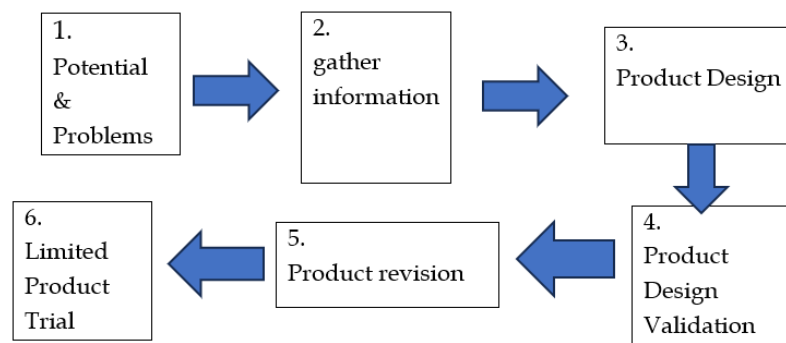 1.
Potential
&
Problems
2.
gather
information
3.
Product Design
4.
Product
Design
Validation
5.
Product revision
6.
Limited
Product
Trial